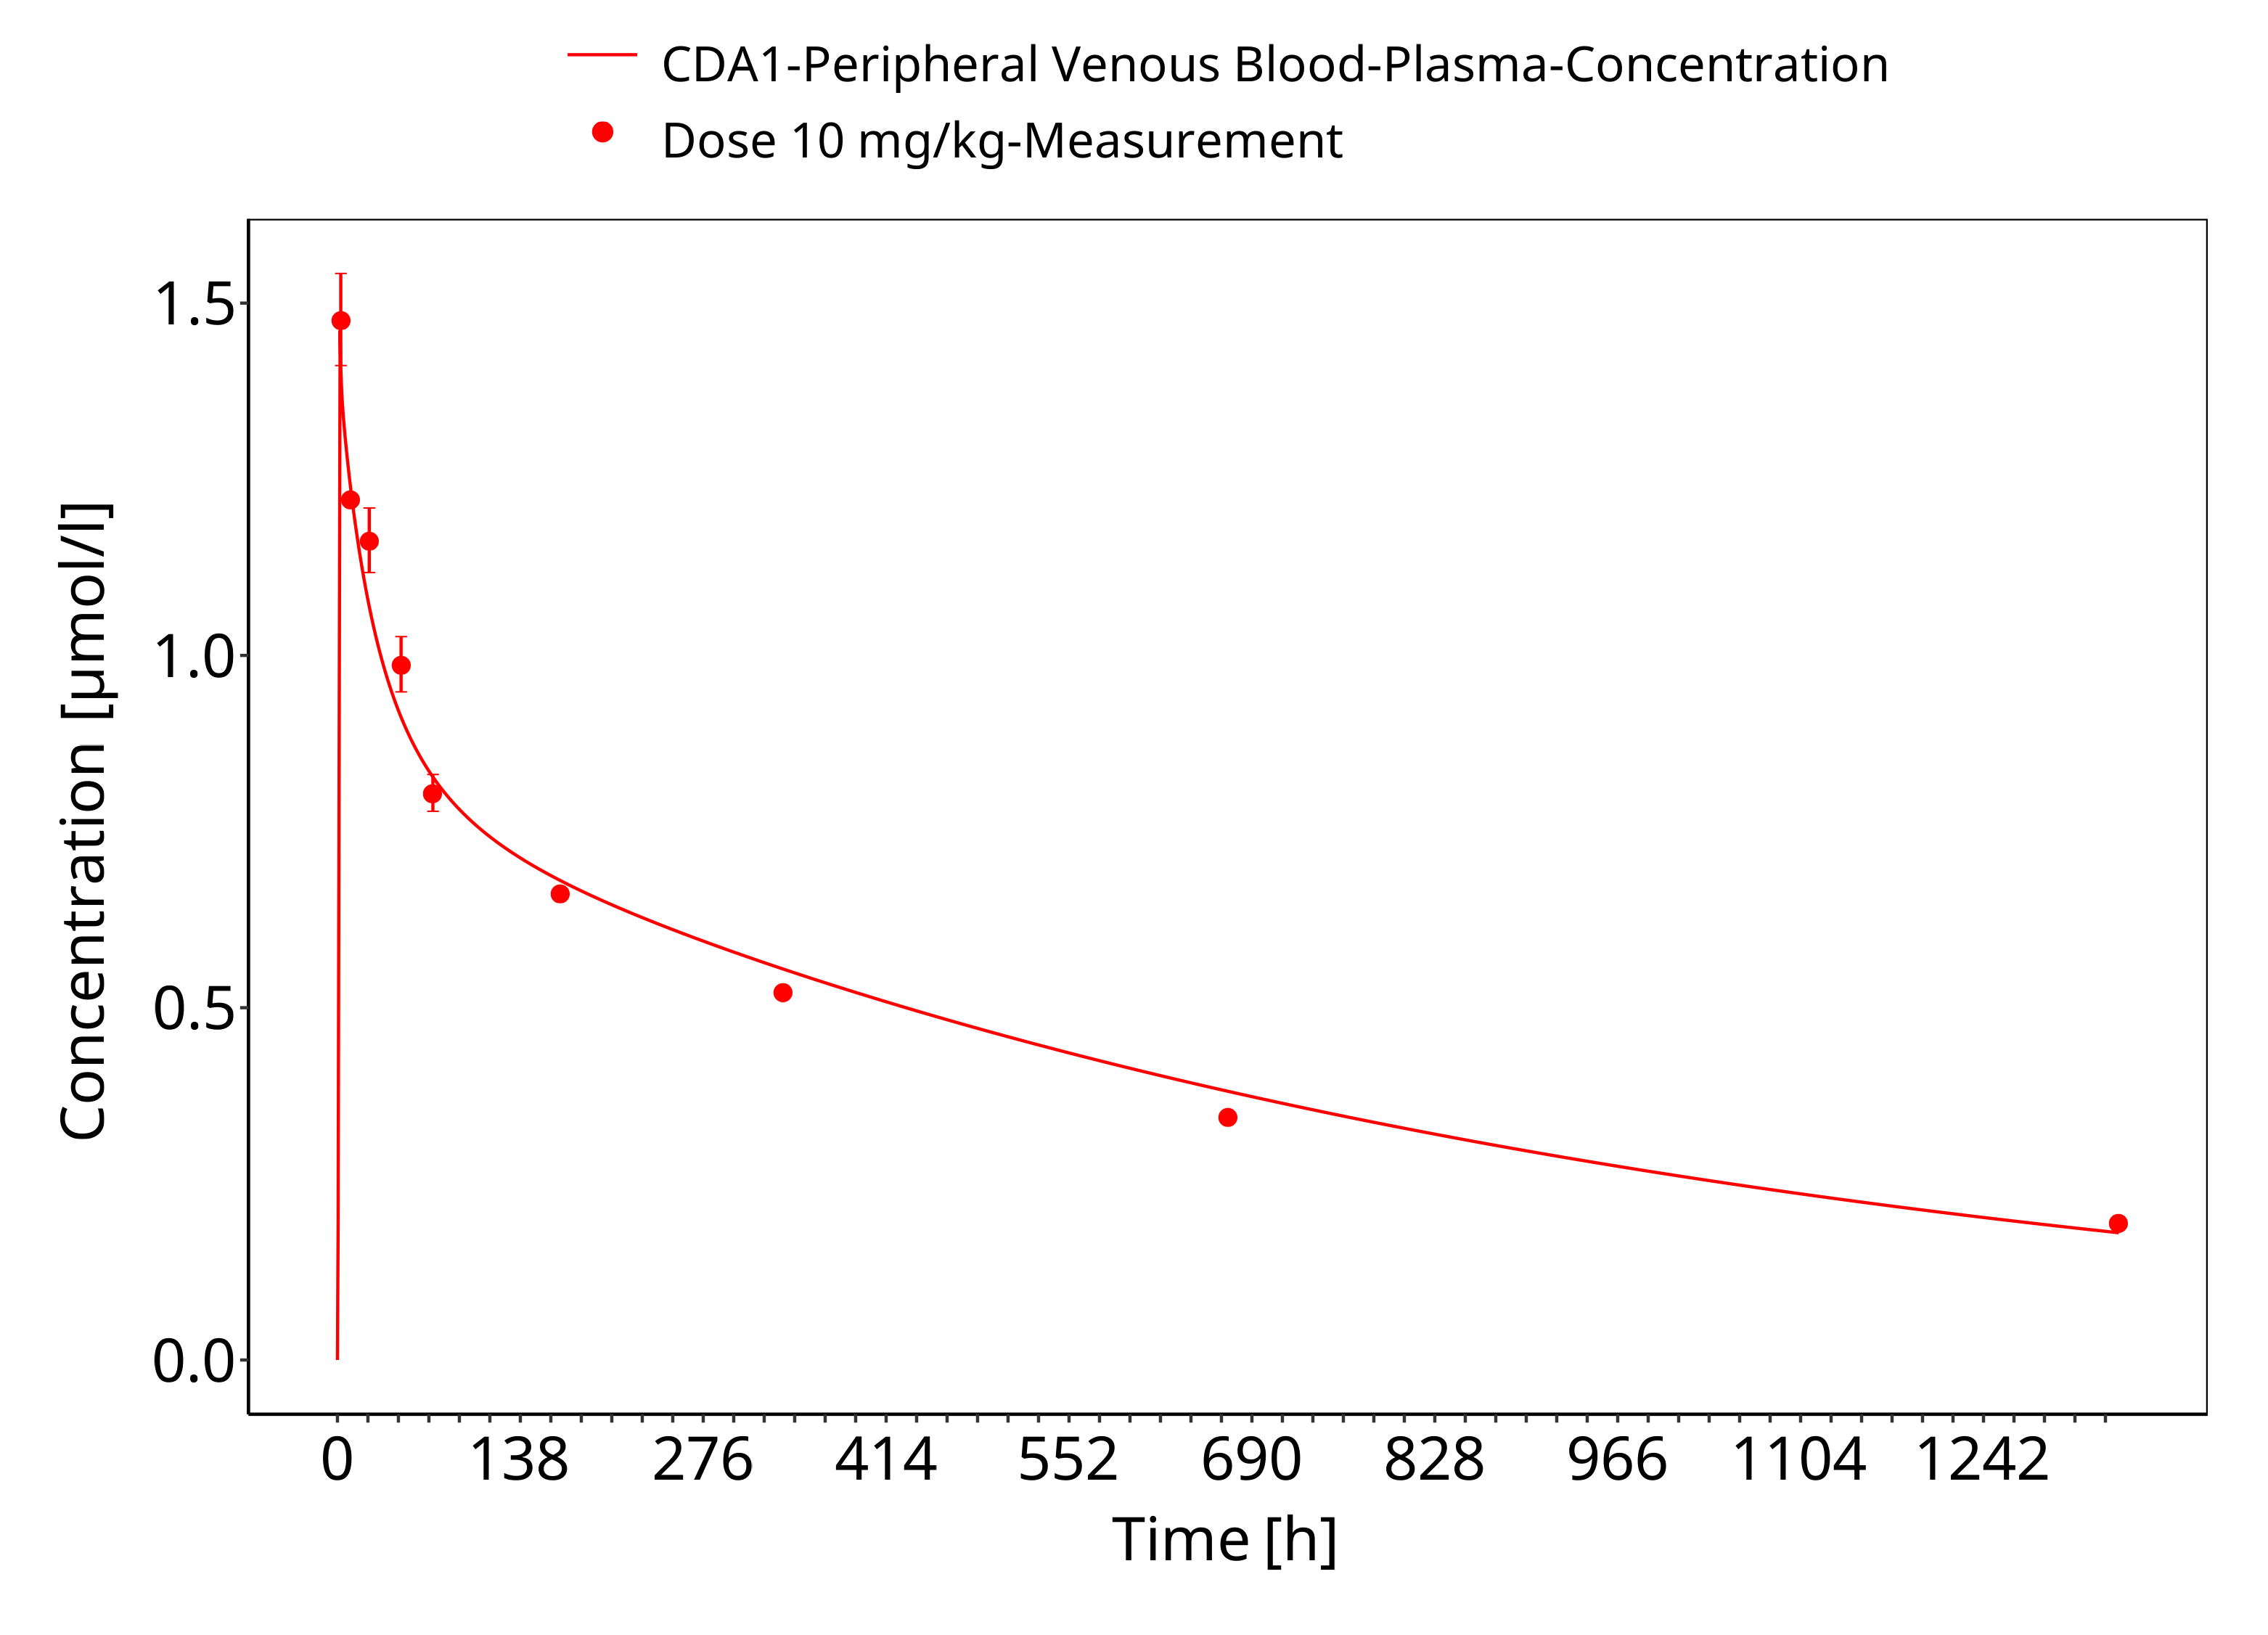 CDA1-Peripheral Venous Blood-Plasma-Concentration
Dose 10 mg/kg-Measurement
Concentration [µmol/l]
1.5
1.0
0.5
0.0
0 138 276 414 552 690 828 966 1104 1242
Time [h]